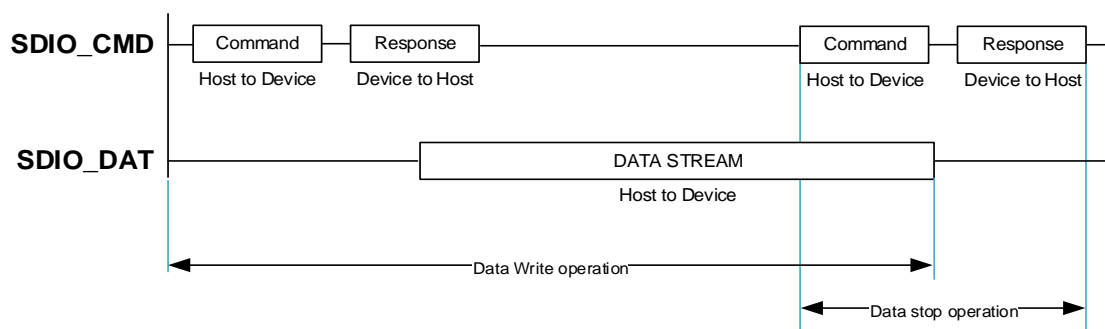 SDIO_CMD
Command
Response
Command
Response
Host to Device
Device to Host
Host to Device
Device to Host
SDIO_DAT
DATA STREAM
Host to Device
Data Write operation
Data stop operation